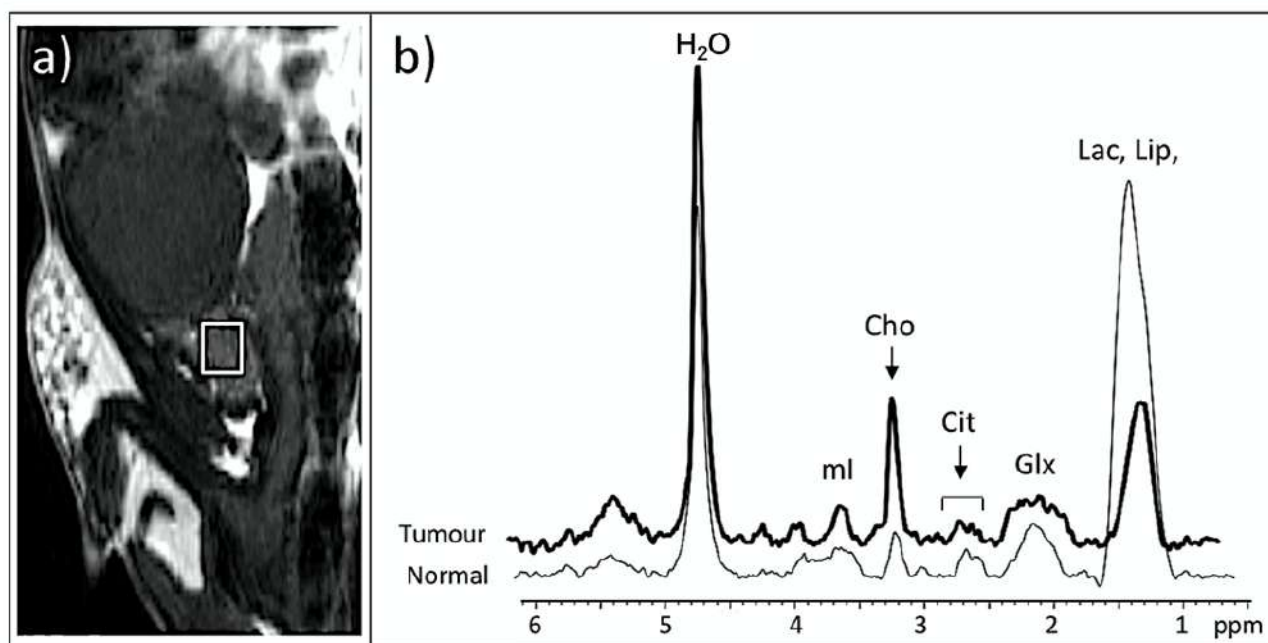 a)
b)
H₂O
Lac, Lip,
Cho
Cit
mI
Glx
Tumour
Normal
6 5 4 3 2 1 ppm